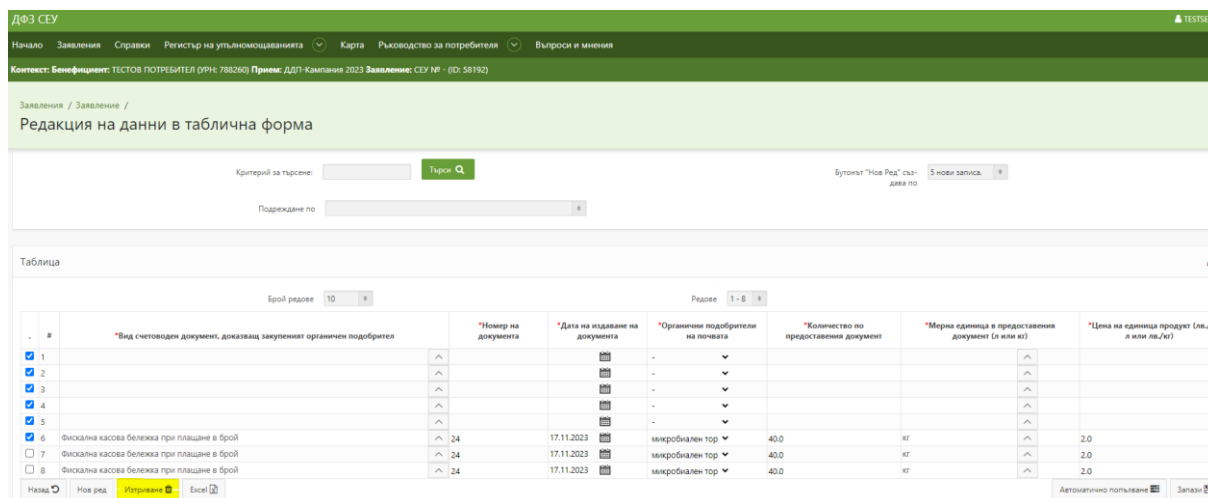 ДФЗ СЕУ
TESTSE
Начало Заявления Справки Регистър на упълномощаванията Карта Ръководство за потребителя Въпроси и мнения
Контекст: Бенефициент: ТЕСТОВ ПОТРЕБИТЕЛ (УРН: 788260) Прием: ДДП-Кампания 2023 Заявление: СЕУ № - (ID: 58192)
Заявления / Заявление /
Редакция на данни в таблична форма
Критерий за търсене: Търси
Бутонът "Нов Ред" съз-
дава по
5 нови записа.
Подреждане по
Таблица
Брой редове 10 Редове 1 - 8
. # *Вид счетоводен документ, доказващ закупеният органичен подобрител *Номер на документа *Дата на издаване на документа *Органични подобрители на почвата *Количество по предоставения документ *Мерна единица в предоставения документ (л или кг) *Цена на единица продукт (лв./ л или лв./кг)
1 -
2 -
3 -
4 -
5 -
6 Фискална касова бележка при плащане в брой 24 17.11.2023 микробиален тор 40.0 кг 2.0
7 Фискална касова бележка при плащане в брой 24 17.11.2023 микробиален тор 40.0 кг 2.0
8 Фискална касова бележка при плащане в брой 24 17.11.2023 микробиален тор 40.0 кг 2.0
Назад Нов ред Изтриване Excel Автоматично попълване Запази